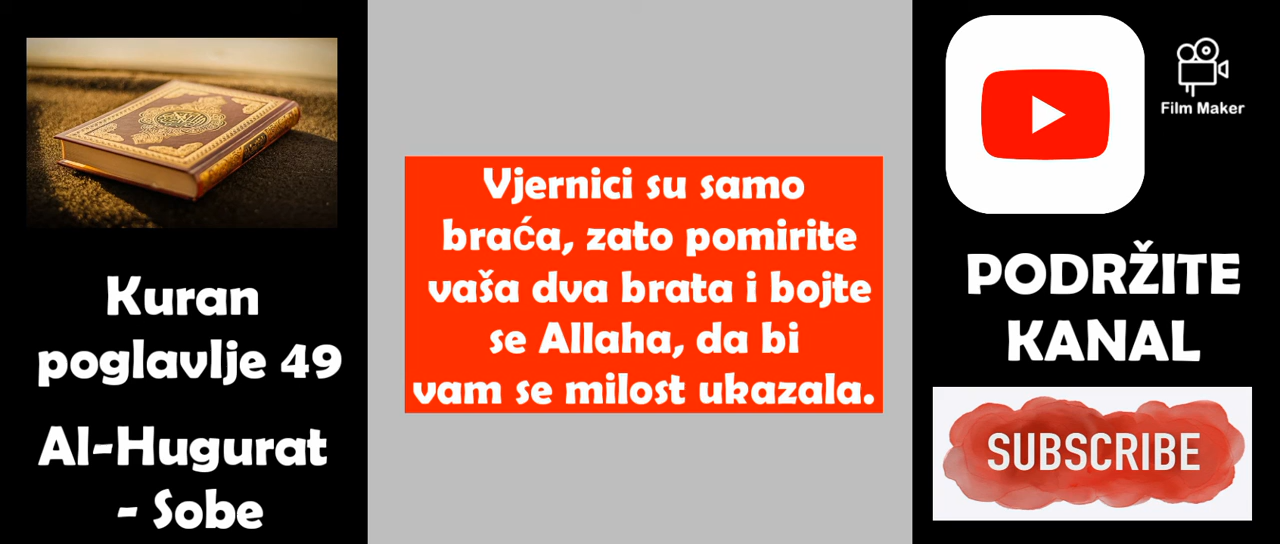 Kuran
poglavlje 49
Al-Hugurat
- Sobe
Vjernici su samo
braća, zato pomirite
vaša dva brata i bojte
se Allaha, da bi
vam se milost ukazala.
Film Maker
PODRŽITE
KANAL
SUBSCRIBE